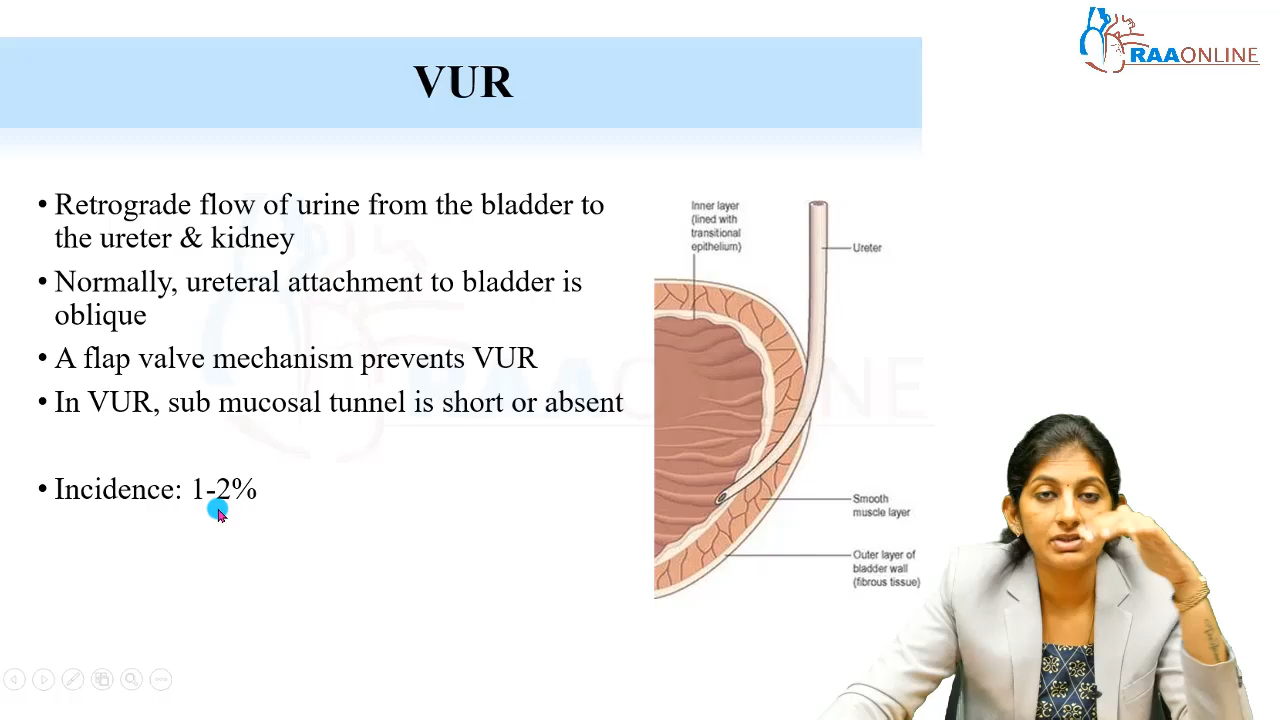 RAAONLINE
VUR
• Retrograde flow of urine from the bladder to
the ureter & kidney
• Normally, ureteral attachment to bladder is
oblique
• A flap valve mechanism prevents VUR
• In VUR, sub mucosal tunnel is short or absent
• Incidence: 1-2%
Inner layer
(lined with
transitional
epithelium)
Ureter
Smooth
muscle layer
Outer layer of
bladder wall
(fibrous tissue)
RAAONLINE